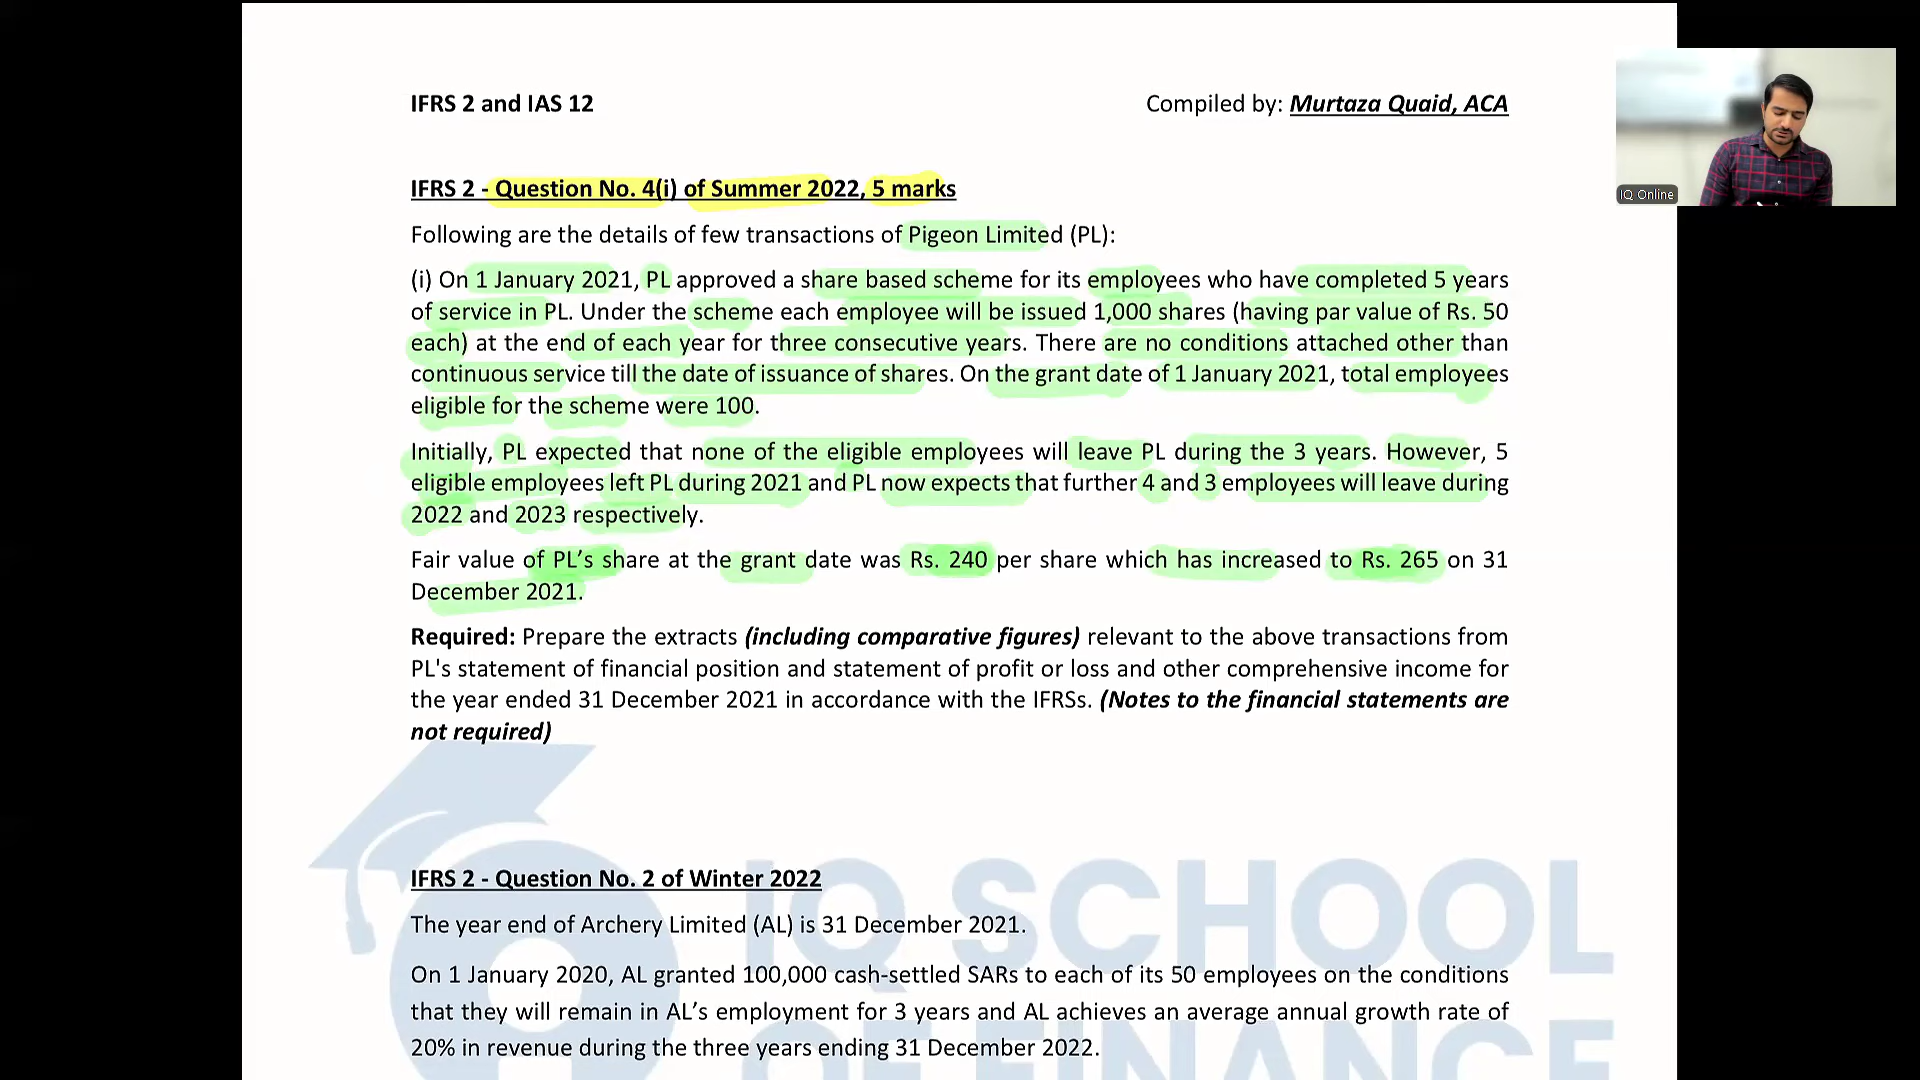 IFRS 2 and IAS 12
Compiled by: Murtaza Quaid, ACA
IQ Online
IFRS 2 - Question No. 4(i) of Summer 2022, 5 marks
Following are the details of few transactions of Pigeon Limited (PL):
(i) On 1 January 2021, PL approved a share based scheme for its employees who have completed 5 years
of service in PL. Under the scheme each employee will be issued 1,000 shares (having par value of Rs. 50
each) at the end of each year for three consecutive years. There are no conditions attached other than
continuous service till the date of issuance of shares. On the grant date of 1 January 2021, total employees
eligible for the scheme were 100.
Initially, PL expected that none of the eligible employees will leave PL during the 3 years. However, 5
eligible employees left PL during 2021 and PL now expects that further 4 and 3 employees will leave during
2022 and 2023 respectively.
Fair value of PL’s share at the grant date was Rs. 240 per share which has increased to Rs. 265 on 31
December 2021.
Required: Prepare the extracts (including comparative figures) relevant to the above transactions from
PL's statement of financial position and statement of profit or loss and other comprehensive income for
the year ended 31 December 2021 in accordance with the IFRSs. (Notes to the financial statements are
not required)
IFRS 2 - Question No. 2 of Winter 2022
The year end of Archery Limited (AL) is 31 December 2021.
On 1 January 2020, AL granted 100,000 cash-settled SARs to each of its 50 employees on the conditions
that they will remain in AL’s employment for 3 years and AL achieves an average annual growth rate of
20% in revenue during the three years ending 31 December 2022.
IQ SCHOOL
OF FINANCE